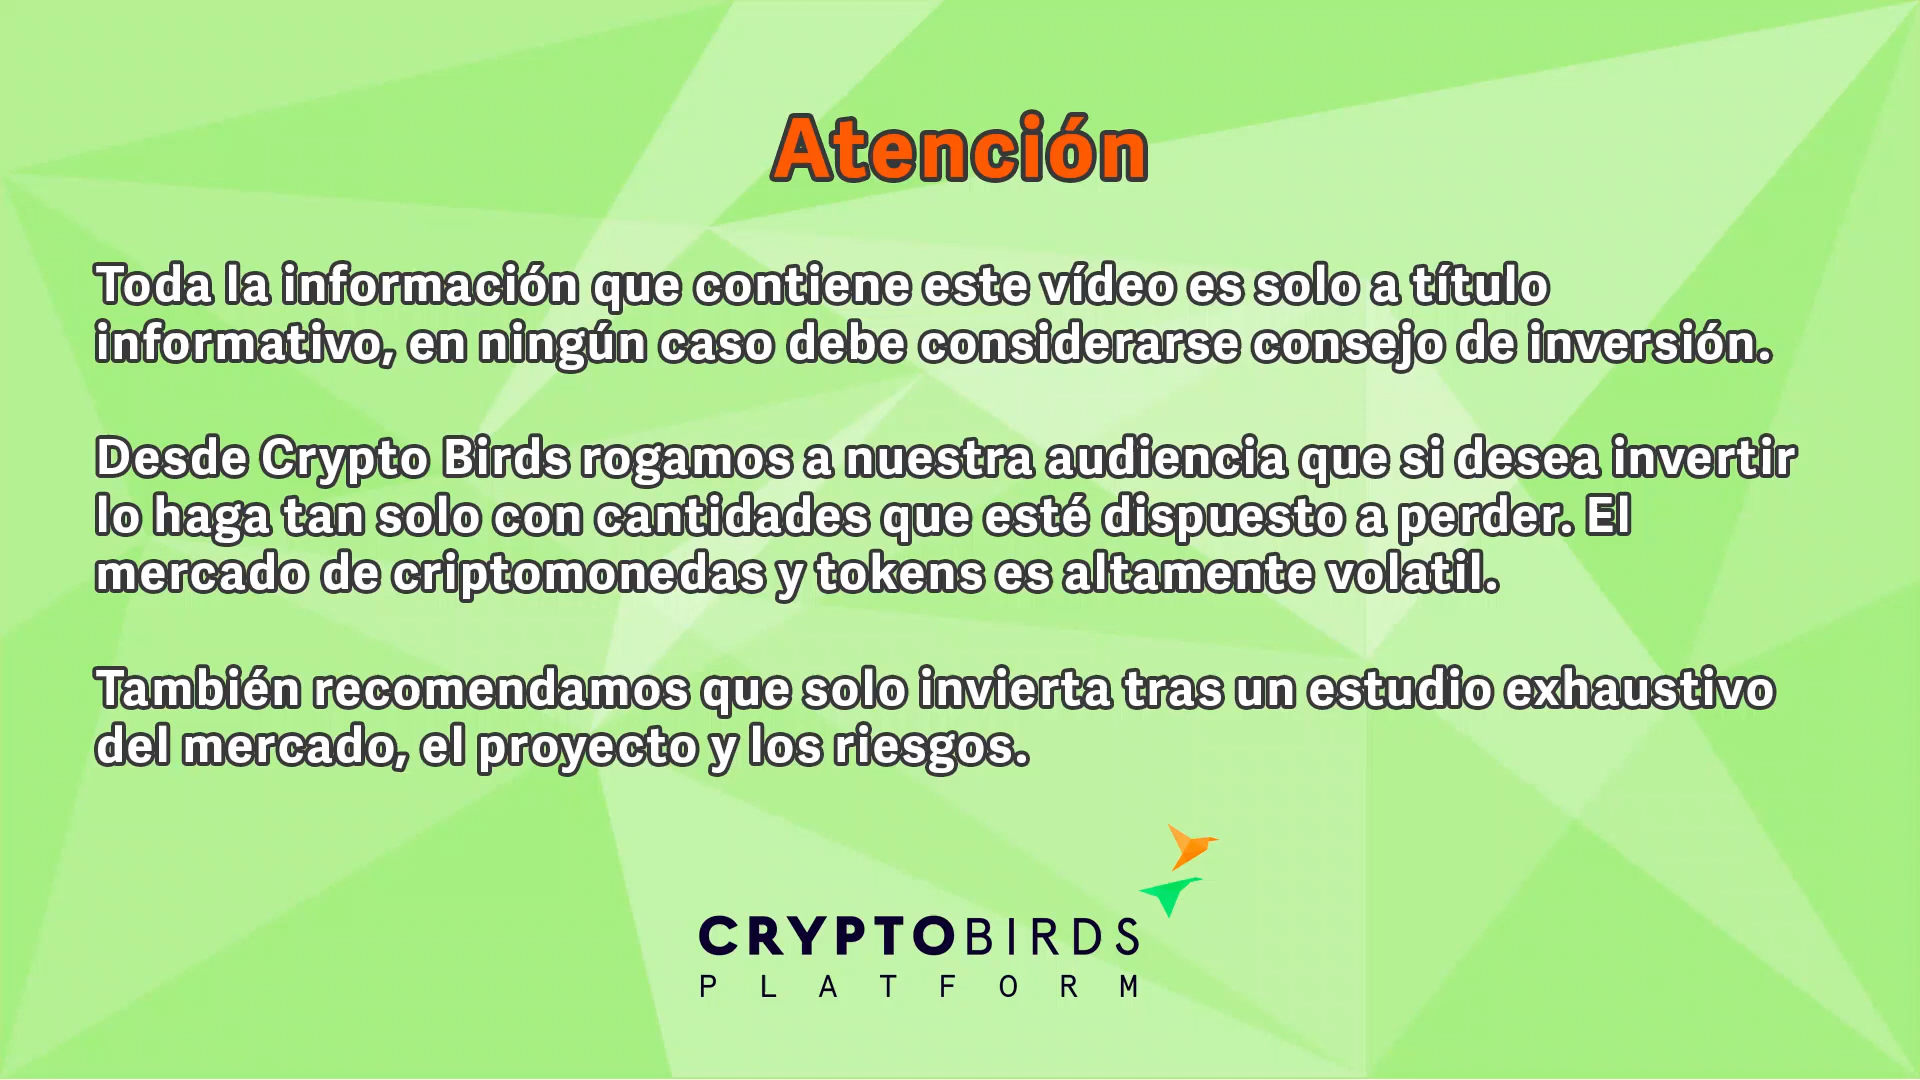 Atención
Toda la información que contiene este vídeo es solo a título
informativo, en ningún caso debe considerarse consejo de inversión.
Desde Crypto Birds rogamos a nuestra audiencia que si desea invertir
lo haga tan solo con cantidades que esté dispuesto a perder. El
mercado de criptomonedas y tokens es altamente volatil.
También recomendamos que solo invierta tras un estudio exhaustivo
del mercado, el proyecto y los riesgos.
CRYPTOBIRDS
PLATFORM